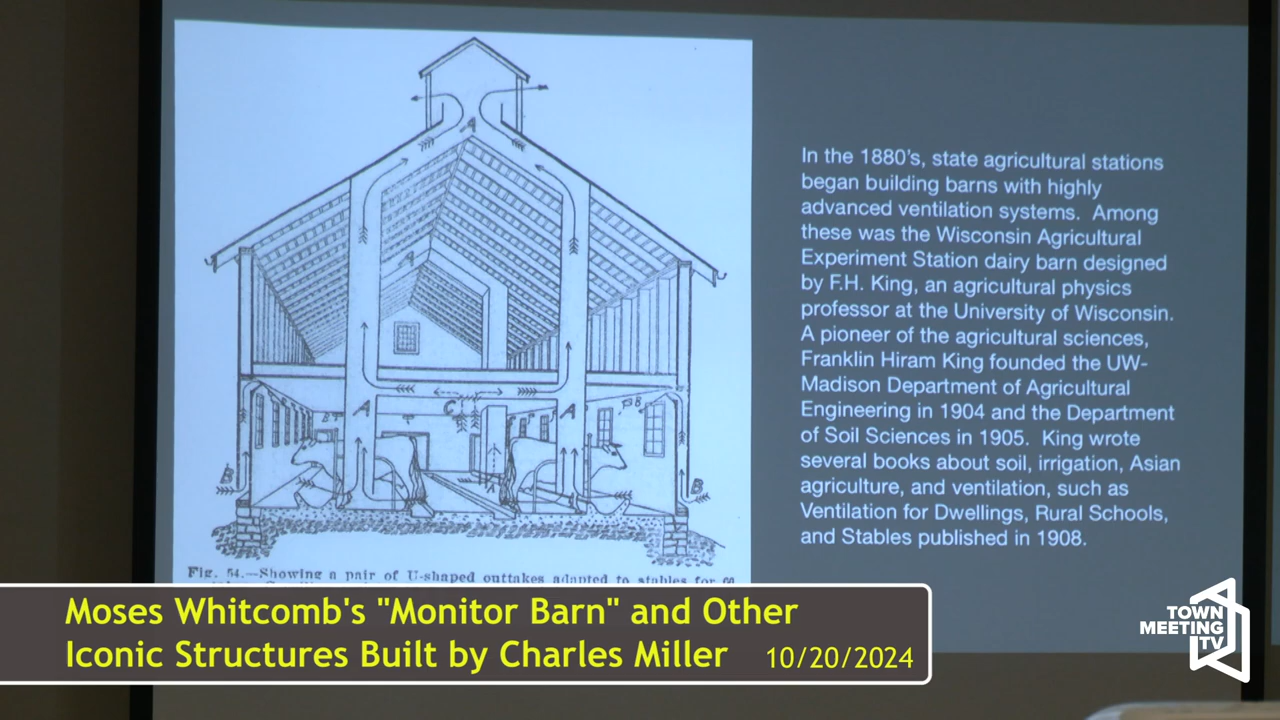 A
A
A
A
C
B
B
B
In the 1880's, state agricultural stations
began building barns with highly
advanced ventilation systems. Among
these was the Wisconsin Agricultural
Experiment Station dairy barn designed
by F.H. King, an agricultural physics
professor at the University of Wisconsin.
A pioneer of the agricultural sciences,
Franklin Hiram King founded the UW-
Madison Department of Agricultural
Engineering in 1904 and the Department
of Soil Sciences in 1905. King wrote
several books about soil, irrigation, Asian
agriculture, and ventilation, such as
Ventilation for Dwellings, Rural Schools,
and Stables published in 1908.
Fig. 54.—Showing a pair of U-shaped outtakes adapted to stables for
Moses Whitcomb's "Monitor Barn" and Other
Iconic Structures Built by Charles Miller 10/20/2024
TOWN
MEETING
TV